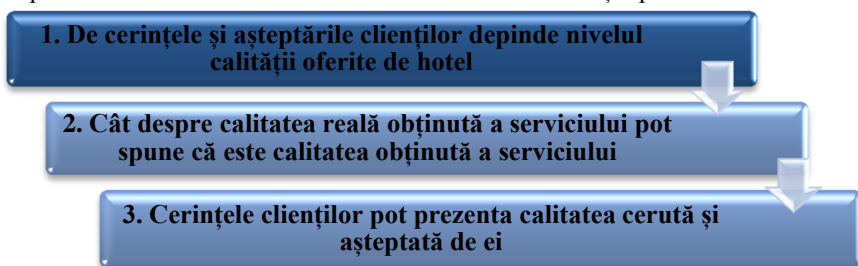 1. De cerințele și așteptările clienților depinde nivelul
calității oferite de hotel
2. Cât despre calitatea reală obținută a serviciului pot
spune că este calitatea obținută a serviciului
3. Cerințele clienților pot prezenta calitatea cerută și
așteptată de ei